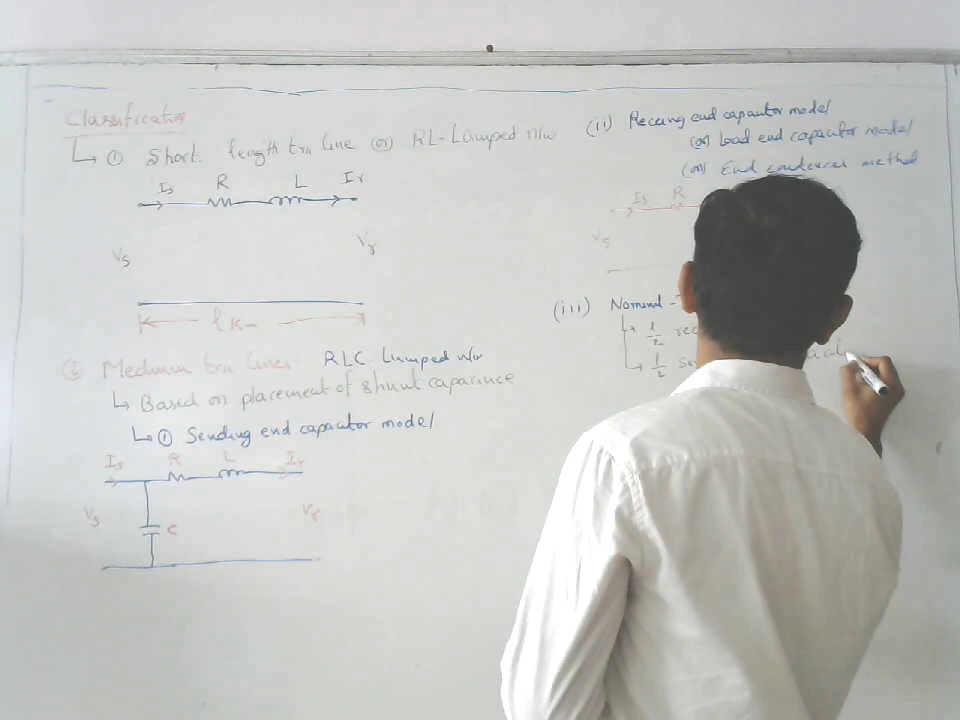 Classification
① Short length trn line (or) RL-Lumped n/w
Is R L Ir
Vs Vr
l Km
② Medium trn lines: RLC Lumped n/w
Based on placement of shunt capacitance
① Sending end capacitor model
Is R L Ir
Vs C Vr
(ii) end capacitor model
(or) Load end capacitor model
(or) End condenser method
Is R
Vs
(iii) Nominal -
1/2
1/2